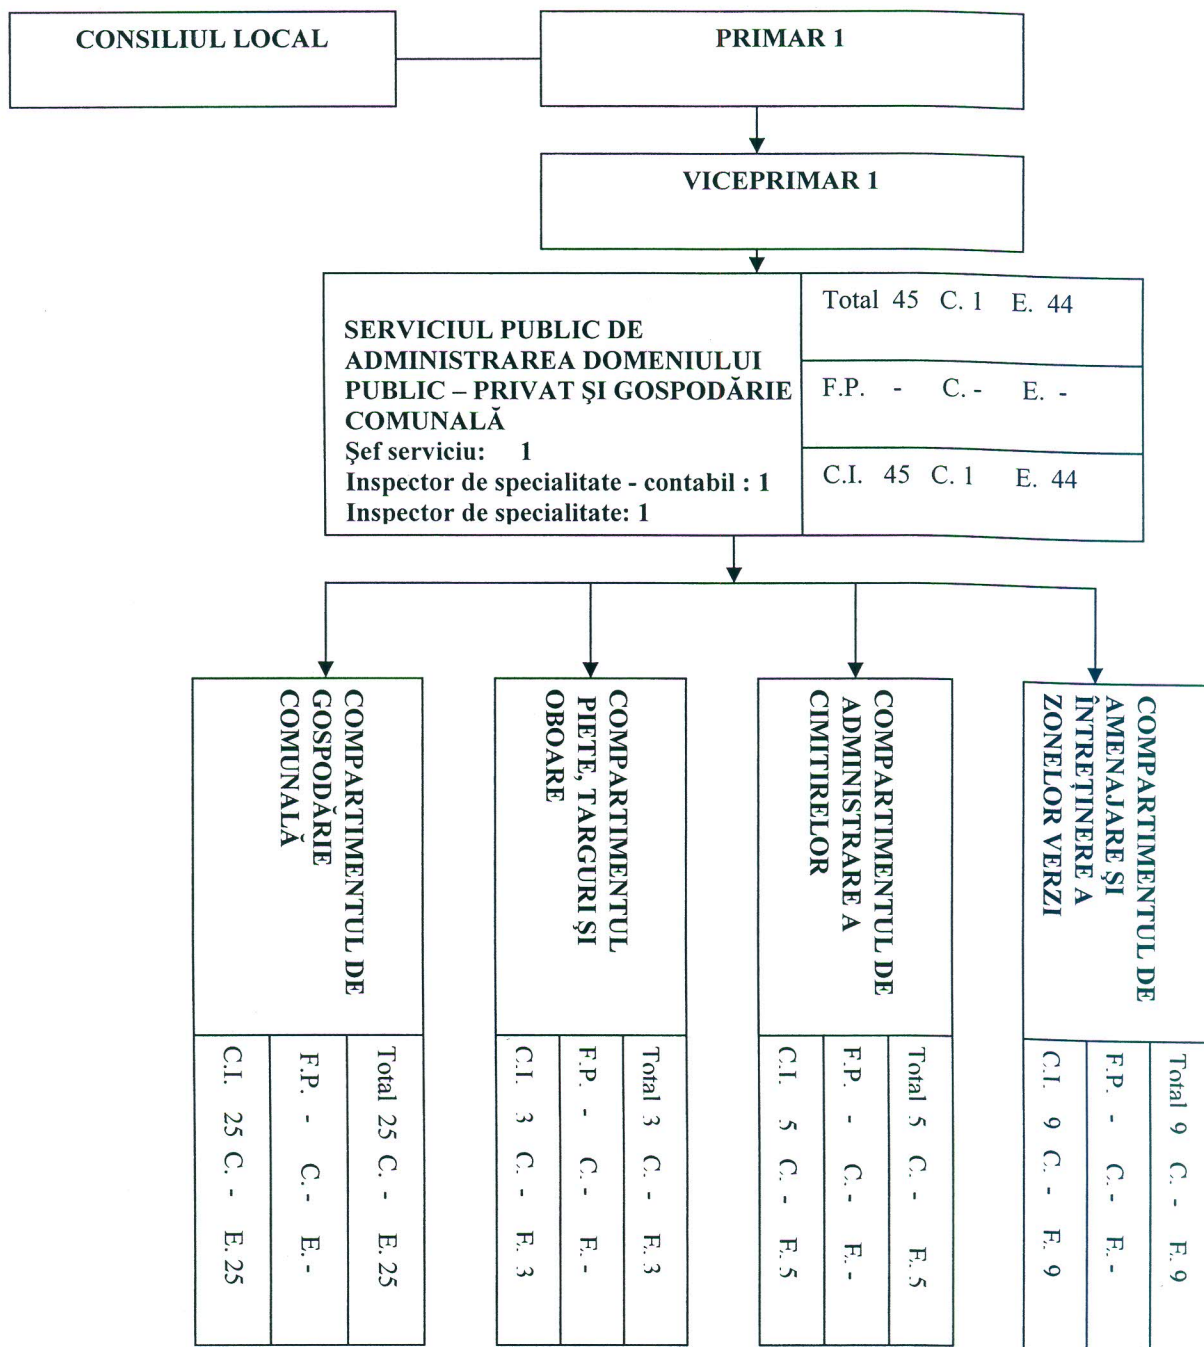 CONSILIUL LOCAL
PRIMAR 1
VICEPRIMAR 1
SERVICIUL PUBLIC DE
ADMINISTRAREA DOMENIULUI
PUBLIC – PRIVAT ŞI GOSPODĂRIE
COMUNALĂ
Şef serviciu: 1
Inspector de specialitate - contabil : 1
Inspector de specialitate: 1
Total 45 C. 1 E. 44
F.P. - C. - E. -
C.I. 45 C. 1 E. 44
COMPARTIMENTUL DE
GOSPODĂRIE
COMUNALĂ
Total 25 C. - E. 25
F.P. - C. - E. -
C.I. 25 C. - E. 25
COMPARTIMENTUL
PIETE, TARGURI ŞI
OBOARE
Total 3 C. - E. 3
F.P. - C. - E. -
C.I. 3 C. - E. 3
COMPARTIMENTUL DE
ADMINISTRARE A
CIMITIRELOR
Total 5 C. - E. 5
F.P. - C. - E. -
C.I. 5 C. - E. 5
COMPARTIMENTUL DE
AMENAJARE ŞI
ÎNTREŢINERE A
ZONELOR VERZI
Total 9 C. - E. 9
F.P. - C. - E. -
C.I. 9 C. - E. 9